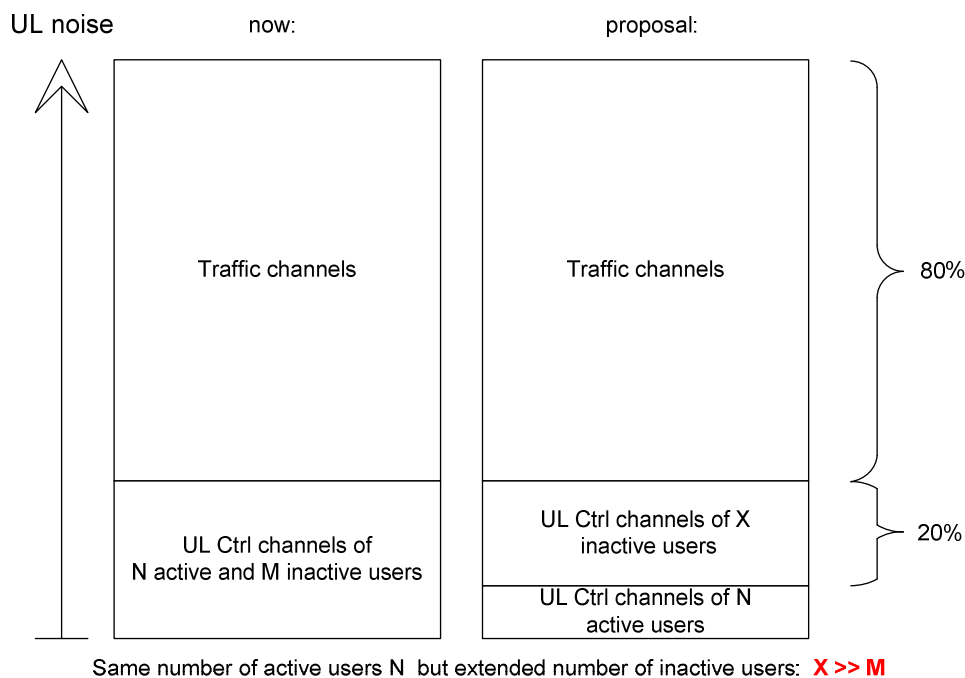 UL noise
now:
proposal:
Traffic channels
Traffic channels
80%
UL Ctrl channels of
N active and M inactive users
UL Ctrl channels of X
inactive users
20%
UL Ctrl channels of N
active users
Same number of active users N but extended number of inactive users: X >> M